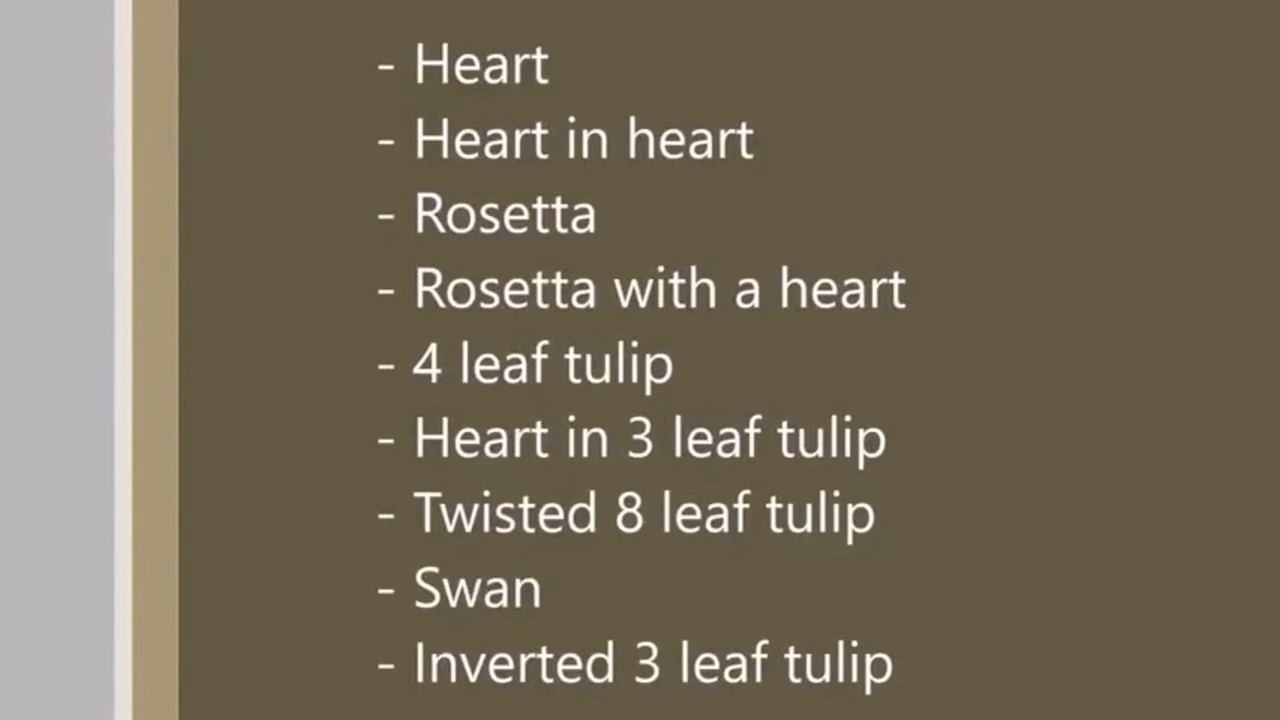 - Heart
- Heart in heart
- Rosetta
- Rosetta with a heart
- 4 leaf tulip
- Heart in 3 leaf tulip
- Twisted 8 leaf tulip
- Swan
- Inverted 3 leaf tulip